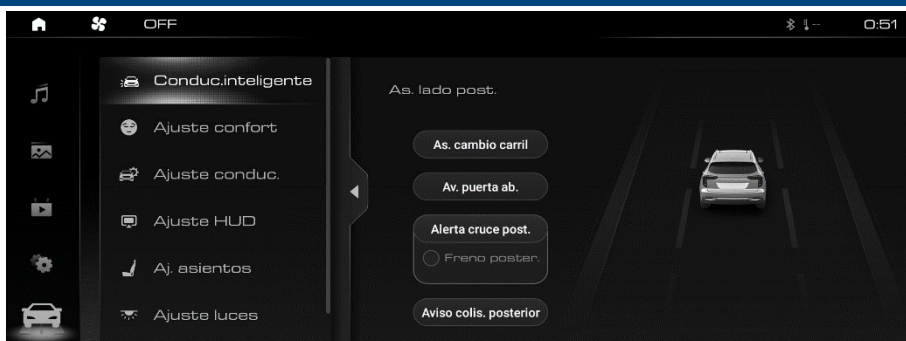 OFF
-- 0:51
Conduc.inteligente
Ajuste confort
Ajuste conduc.
Ajuste HUD
Aj. asientos
Ajuste luces
As. lado post.
As. cambio carril
Av. puerta ab.
Alerta cruce post.
Freno poster.
Aviso colis. posterior